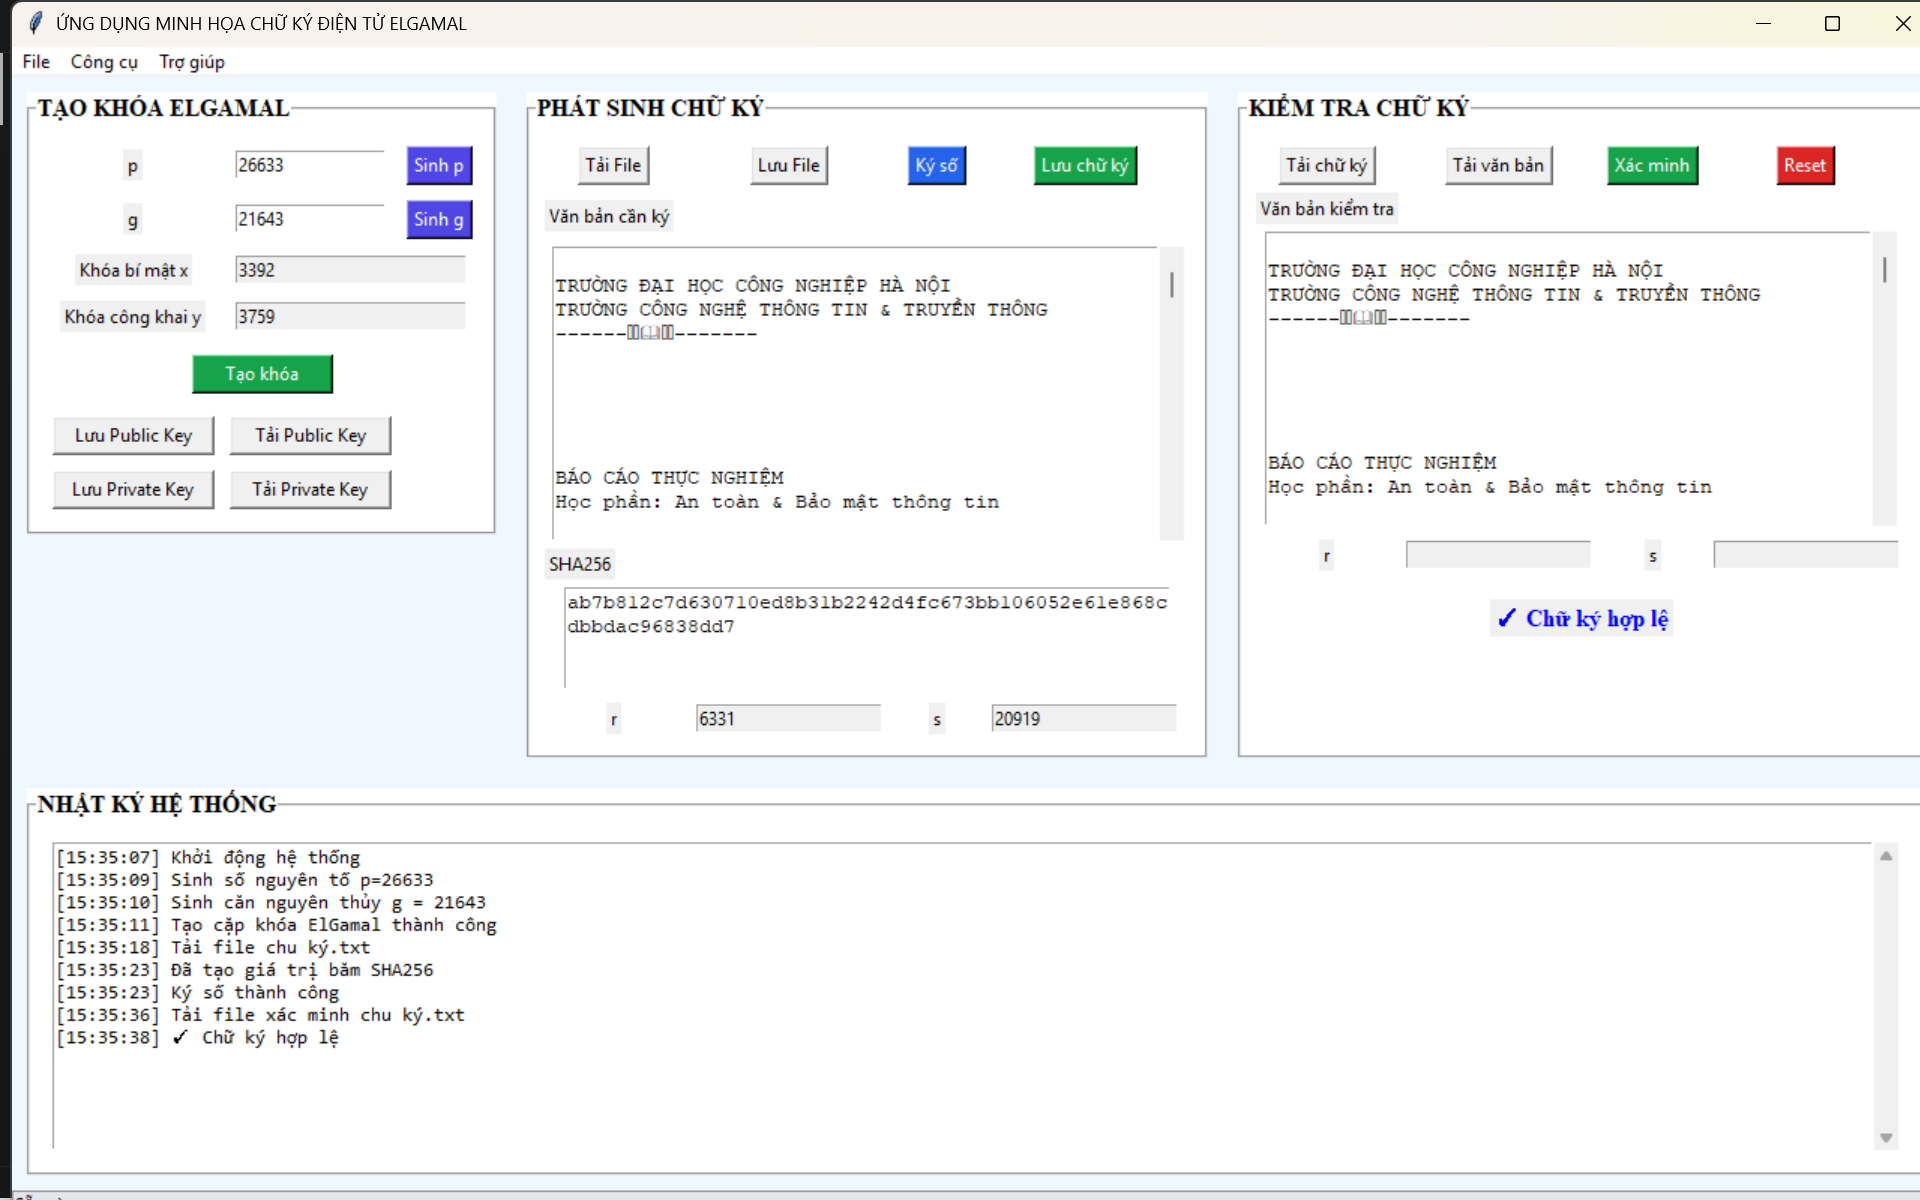 ỨNG DỤNG MINH HỌA CHỮ KÝ ĐIỆN TỬ ELGAMAL
File Công cụ Trợ giúp
TẠO KHÓA ELGAMAL
p 26633 Sinh p
g 21643 Sinh g
Khóa bí mật x 3392
Khóa công khai y 3759
Tạo khóa
Lưu Public Key Tải Public Key
Lưu Private Key Tải Private Key
PHÁT SINH CHỮ KÝ
Tải File Lưu File Ký số Lưu chữ ký
Văn bản cần ký
TRƯỜNG ĐẠI HỌC CÔNG NGHIỆP HÀ NỘI
TRƯỜNG CÔNG NGHỆ THÔNG TIN & TRUYỀN THÔNG
------▯▯📖▯▯-------
BÁO CÁO THỰC NGHIỆM
Học phần: An toàn & Bảo mật thông tin
SHA256
ab7b812c7d630710ed8b31b2242d4fc673bb106052e61e868c
dbbdac96838dd7
r 6331 s 20919
KIỂM TRA CHỮ KÝ
Tải chữ ký Tải văn bản Xác minh Reset
Văn bản kiểm tra
TRƯỜNG ĐẠI HỌC CÔNG NGHIỆP HÀ NỘI
TRƯỜNG CÔNG NGHỆ THÔNG TIN & TRUYỀN THÔNG
------▯▯📖▯▯-------
BÁO CÁO THỰC NGHIỆM
Học phần: An toàn & Bảo mật thông tin
r s
✓ Chữ ký hợp lệ
NHẬT KÝ HỆ THỐNG
[15:35:07] Khởi động hệ thống
[15:35:09] Sinh số nguyên tố p=26633
[15:35:10] Sinh căn nguyên thủy g = 21643
[15:35:11] Tạo cặp khóa ElGamal thành công
[15:35:18] Tải file chu ký.txt
[15:35:23] Đã tạo giá trị băm SHA256
[15:35:23] Ký số thành công
[15:35:36] Tải file xác minh chu ký.txt
[15:35:38] ✓ Chữ ký hợp lệ